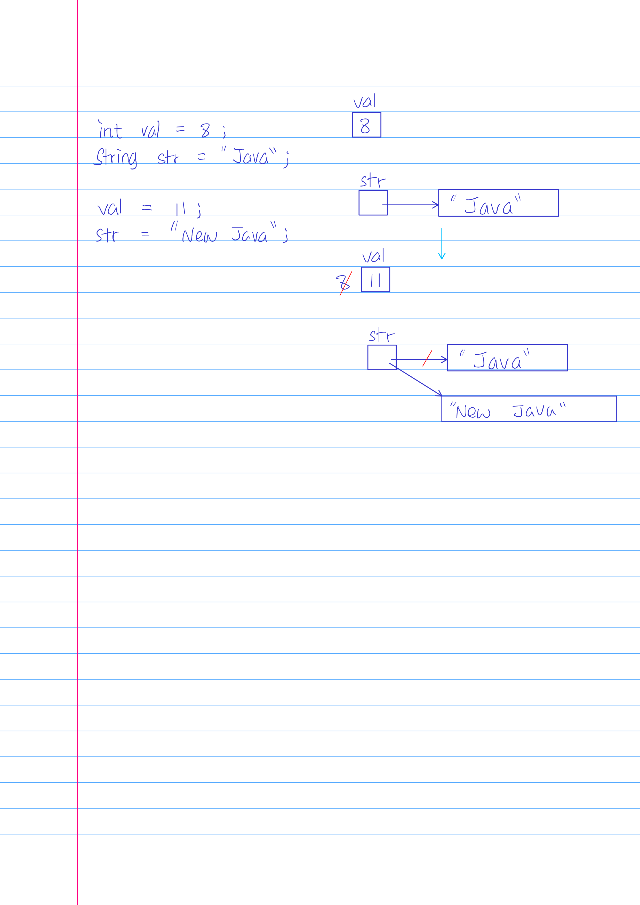 int val = 8 ;
String str = "Java" ;
val = 11 ;
str = "New Java" ;
val
8
str
"Java"
val
8 11
str
"Java"
"New Java"